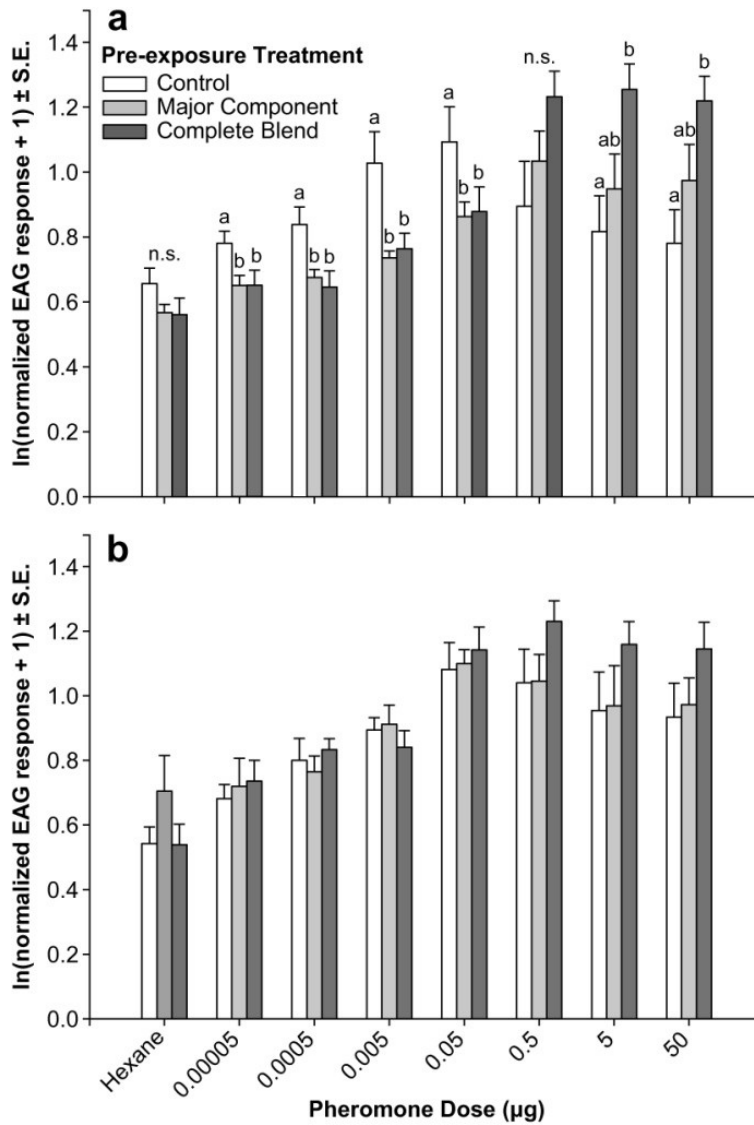 a
Pre-exposure Treatment
Control
Major Component
Complete Blend
ln(normalized EAG response + 1) ± S.E.
1.4
1.2
1.0
0.8
0.6
0.4
0.2
0.0
n.s.
a
b b
a
b b
a
b b
a
b b
n.s.
a ab b
a ab b
b
ln(normalized EAG response + 1) ± S.E.
1.4
1.2
1.0
0.8
0.6
0.4
0.2
0.0
Hexane 0.00005 0.0005 0.005 0.05 0.5 5 50
Pheromone Dose (µg)